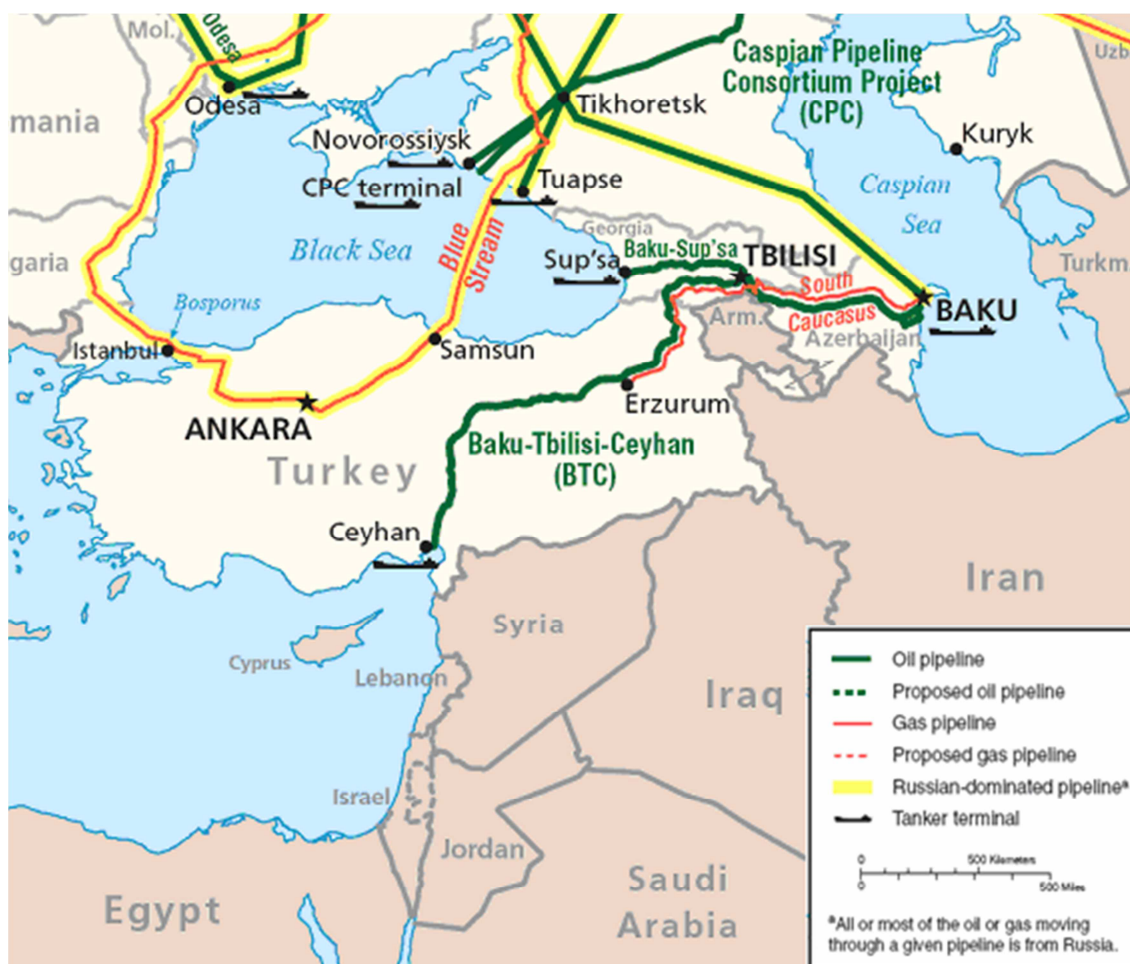 Mol.
Odesa
Odesa
mania
Caspian Pipeline
Consortium Project
(CPC)
Uzb
Tikhoretsk
Kuryk
Novorossiysk
CPC terminal
Tuapse
Caspian
Sea
Black Sea
Blue
Stream
Georgia
Baku-Sup'sa
TBILISI
Sup'sa
garia
Turkm
Bosporus
South
Caucasus
BAKU
Arm.
Azerbaijan
Istanbul
Samsun
Erzurum
ANKARA
Baku-Tbilisi-Ceyhan
(BTC)
Turkey
Ceyhan
Iran
Syria
Cyprus
Lebanon
Iraq
Israel
Jordan
Saudi
Arabia
Egypt
Oil pipeline
Proposed oil pipeline
Gas pipeline
Proposed gas pipeline
Russian-dominated pipelineª
Tanker terminal
0 500 Kilometers
0 500 Miles
ªAll or most of the oil or gas moving
through a given pipeline is from Russia.